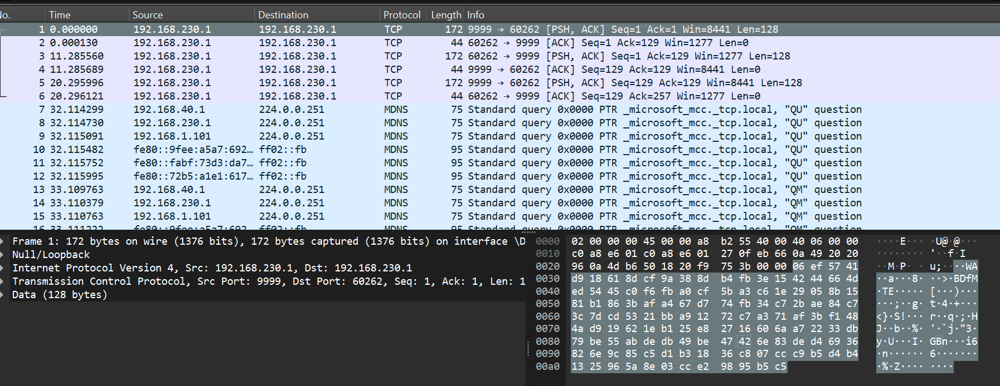 No. Time Source Destination Protocol Length Info
1 0.000000 192.168.230.1 192.168.230.1 TCP 172 9999 → 60262 [PSH, ACK] Seq=1 Ack=1 Win=8441 Len=128
2 0.000130 192.168.230.1 192.168.230.1 TCP 44 60262 → 9999 [ACK] Seq=1 Ack=129 Win=1277 Len=0
3 11.285560 192.168.230.1 192.168.230.1 TCP 172 60262 → 9999 [PSH, ACK] Seq=1 Ack=129 Win=1277 Len=128
4 11.285689 192.168.230.1 192.168.230.1 TCP 44 9999 → 60262 [ACK] Seq=129 Ack=129 Win=8441 Len=0
5 20.295996 192.168.230.1 192.168.230.1 TCP 172 9999 → 60262 [PSH, ACK] Seq=129 Ack=129 Win=8441 Len=128
6 20.296121 192.168.230.1 192.168.230.1 TCP 44 60262 → 9999 [ACK] Seq=129 Ack=257 Win=1277 Len=0
7 32.114299 192.168.40.1 224.0.0.251 MDNS 75 Standard query 0x0000 PTR _microsoft_mcc._tcp.local, "QU" question
8 32.114730 192.168.230.1 224.0.0.251 MDNS 75 Standard query 0x0000 PTR _microsoft_mcc._tcp.local, "QU" question
9 32.115091 192.168.1.101 224.0.0.251 MDNS 75 Standard query 0x0000 PTR _microsoft_mcc._tcp.local, "QU" question
10 32.115482 fe80::9fee:a5a7:692… ff02::fb MDNS 95 Standard query 0x0000 PTR _microsoft_mcc._tcp.local, "QU" question
11 32.115752 fe80::fabf:73d3:da7… ff02::fb MDNS 95 Standard query 0x0000 PTR _microsoft_mcc._tcp.local, "QU" question
12 32.115995 fe80::72b5:a1e1:617… ff02::fb MDNS 95 Standard query 0x0000 PTR _microsoft_mcc._tcp.local, "QU" question
13 33.109763 192.168.40.1 224.0.0.251 MDNS 75 Standard query 0x0000 PTR _microsoft_mcc._tcp.local, "QM" question
14 33.110379 192.168.230.1 224.0.0.251 MDNS 75 Standard query 0x0000 PTR _microsoft_mcc._tcp.local, "QM" question
15 33.110763 192.168.1.101 224.0.0.251 MDNS 75 Standard query 0x0000 PTR _microsoft_mcc._tcp.local, "QM" question
16 33.111222 fe80::9fee:a5a7:692… ff02::fb MDNS 95 Standard query 0x0000 PTR _microsoft_mcc._tcp.local, "QM" question
Frame 1: 172 bytes on wire (1376 bits), 172 bytes captured (1376 bits) on interface \D
Null/Loopback
Internet Protocol Version 4, Src: 192.168.230.1, Dst: 192.168.230.1
Transmission Control Protocol, Src Port: 9999, Dst Port: 60262, Seq: 1, Ack: 1, Len: 1
Data (128 bytes)
0000 02 00 00 00 45 00 00 a8 b2 55 40 00 40 06 00 00 ····E··· ·U@·@···
0010 c0 a8 e6 01 c0 a8 e6 01 27 0f eb 66 0a 49 20 20 ········ '··f·I
0020 96 0a 4d b6 50 18 20 f9 75 3b 00 00 06 ef 57 41 ··M·P· · u;····WA
0030 d9 18 61 8d cf 9a 38 8d b4 fb 3e 15 42 44 66 4d ··a···8· ··>·BDfM
0040 ed 54 45 c0 f6 fb a0 cf 5b a3 c6 1e 29 05 8b 15 ·TE····· [···)···
0050 81 b1 86 3b af a4 67 d7 74 fb 34 c7 2b ae 84 c7 ···;··g· t·4·+···
0060 3c 7d cd 53 21 bb a9 12 72 c7 a3 71 af 3b f1 48 <}·S!··· r··q·;·H
0070 4a d9 19 62 1e b1 25 e8 27 16 60 6a a7 22 33 db J··b··%· '·`j·"3·
0080 79 be 55 ab de db 49 be 47 42 6e 83 de d4 69 36 y·U···I· GBn···i6
0090 82 6e 9c 85 c5 d1 b3 18 36 c8 07 cc c9 b5 d4 b4 ·n······ 6·······
00a0 13 25 96 5a 8e 03 cc e2 98 95 b5 c5 ·%·Z···· ····